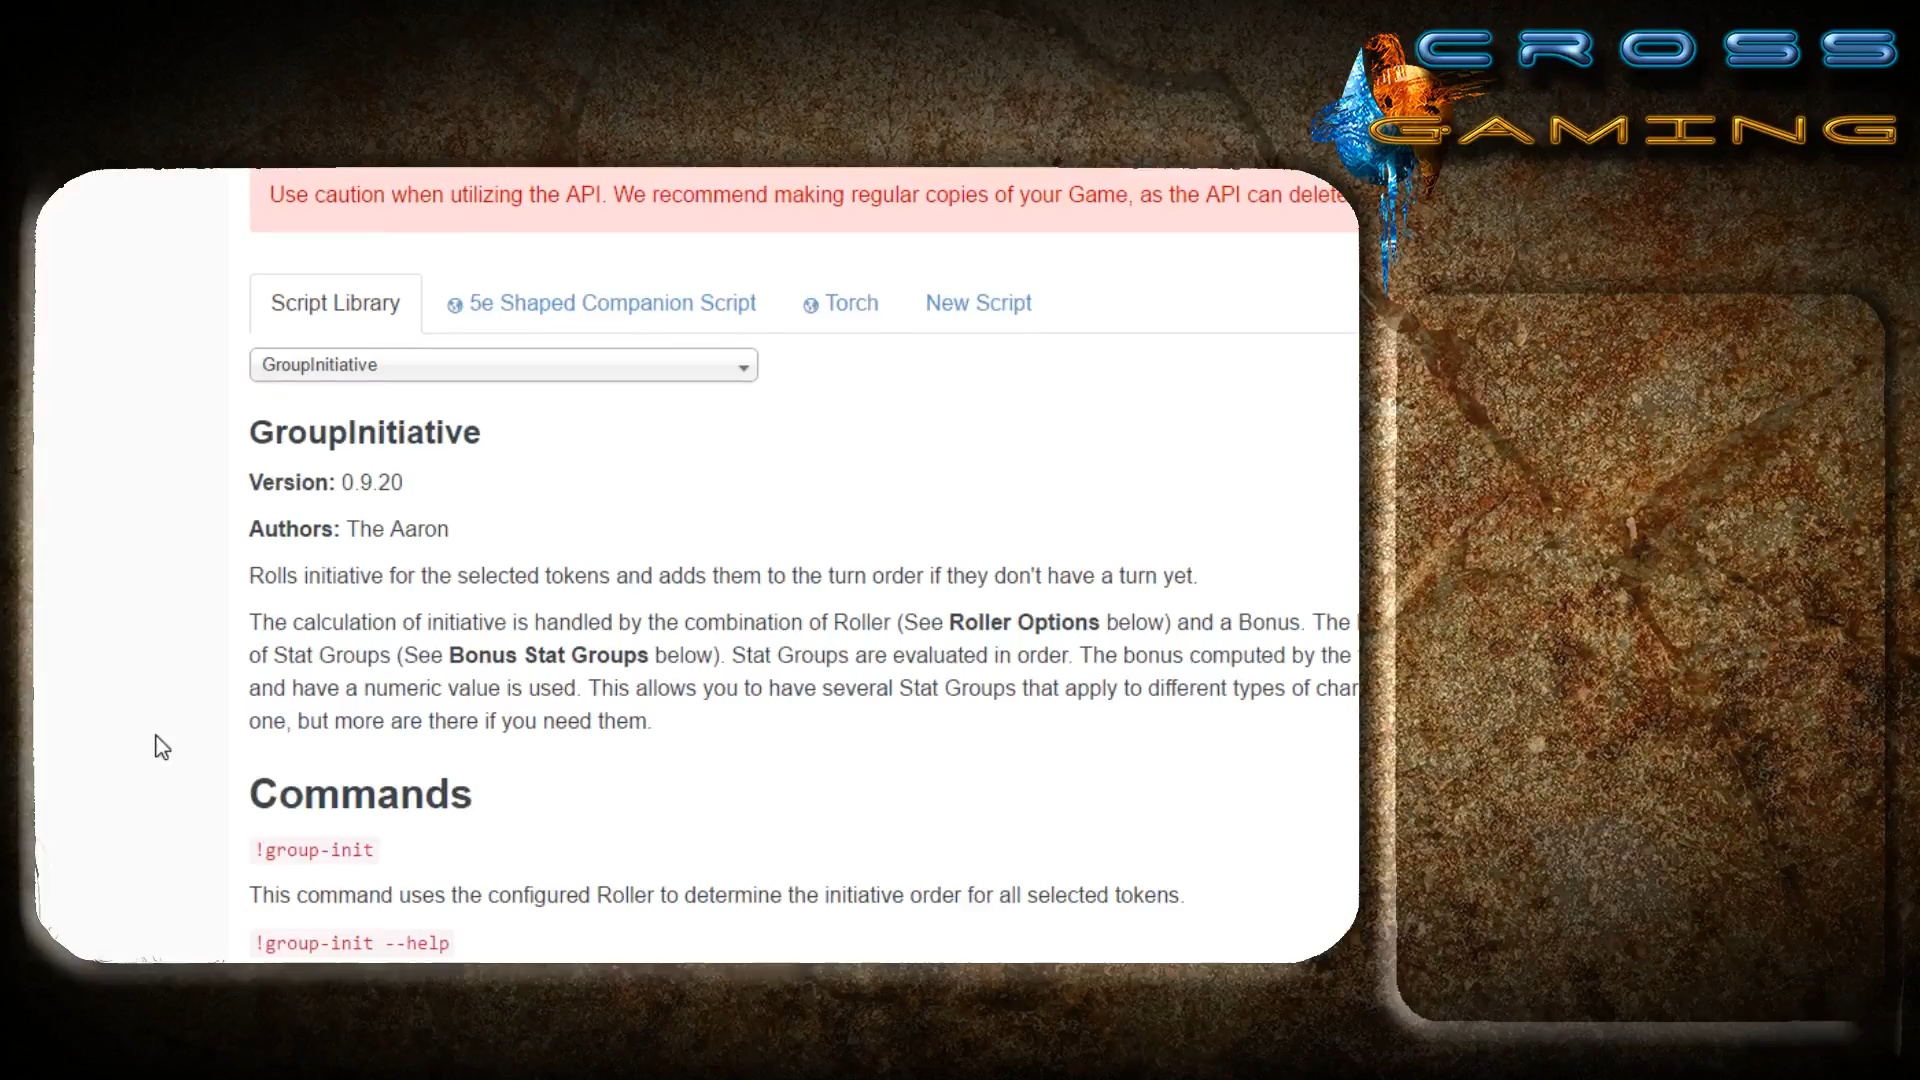 CROSS
GAMING
Use caution when utilizing the API. We recommend making regular copies of your Game, as the API can delete
Script Library
5e Shaped Companion Script
Torch
New Script
GroupInitiative
GroupInitiative
Version: 0.9.20
Authors: The Aaron
Rolls initiative for the selected tokens and adds them to the turn order if they don't have a turn yet.
The calculation of initiative is handled by the combination of Roller (See Roller Options below) and a Bonus. The
of Stat Groups (See Bonus Stat Groups below). Stat Groups are evaluated in order. The bonus computed by the
and have a numeric value is used. This allows you to have several Stat Groups that apply to different types of char
one, but more are there if you need them.
Commands
!group-init
This command uses the configured Roller to determine the initiative order for all selected tokens.
!group-init --help